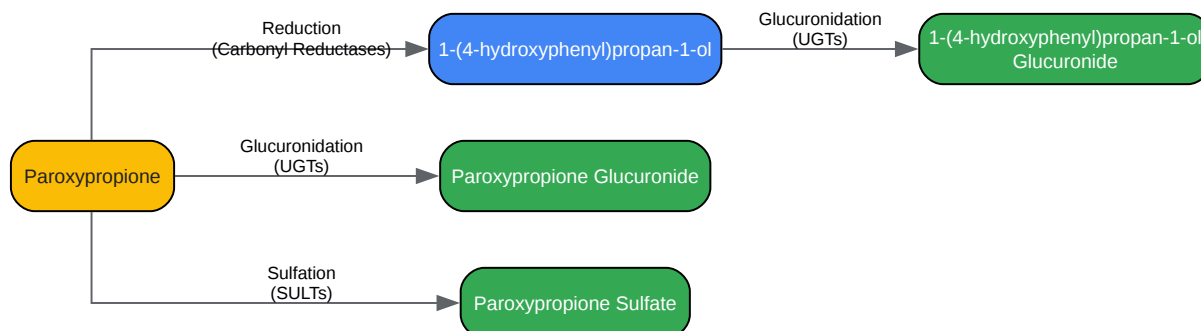 Reduction
(Carbonyl Reductases)
1-(4-hydroxyphenyl)propan-1-ol
Glucuronidation
(UGTs)
1-(4-hydroxyphenyl)propan-1-ol
Glucuronide
Paroxypropione
Glucuronidation
(UGTs)
Paroxypropione Glucuronide
Sulfation
(SULTs)
Paroxypropione Sulfate